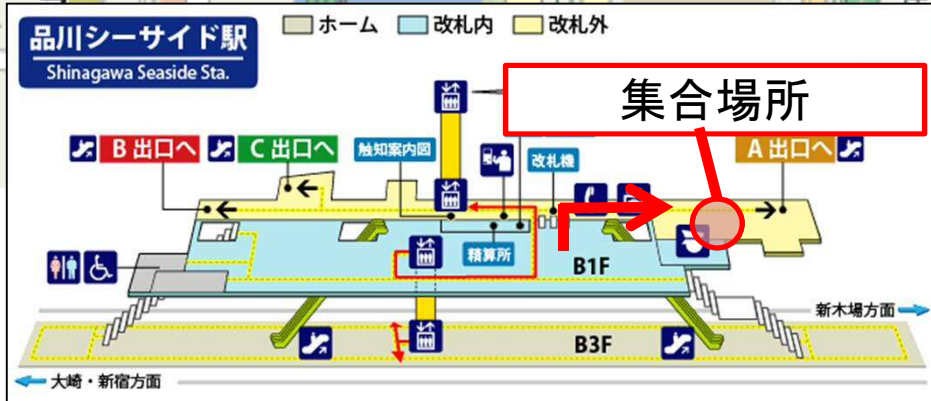 品川シーサイド駅
Shinagawa Seaside Sta.
ホーム 改札内 改札外
集合場所
B 出口へ C 出口へ 触知案内図 改札機 A 出口へ
精算所
B1F
新木場方面
B3F
大崎・新宿方面